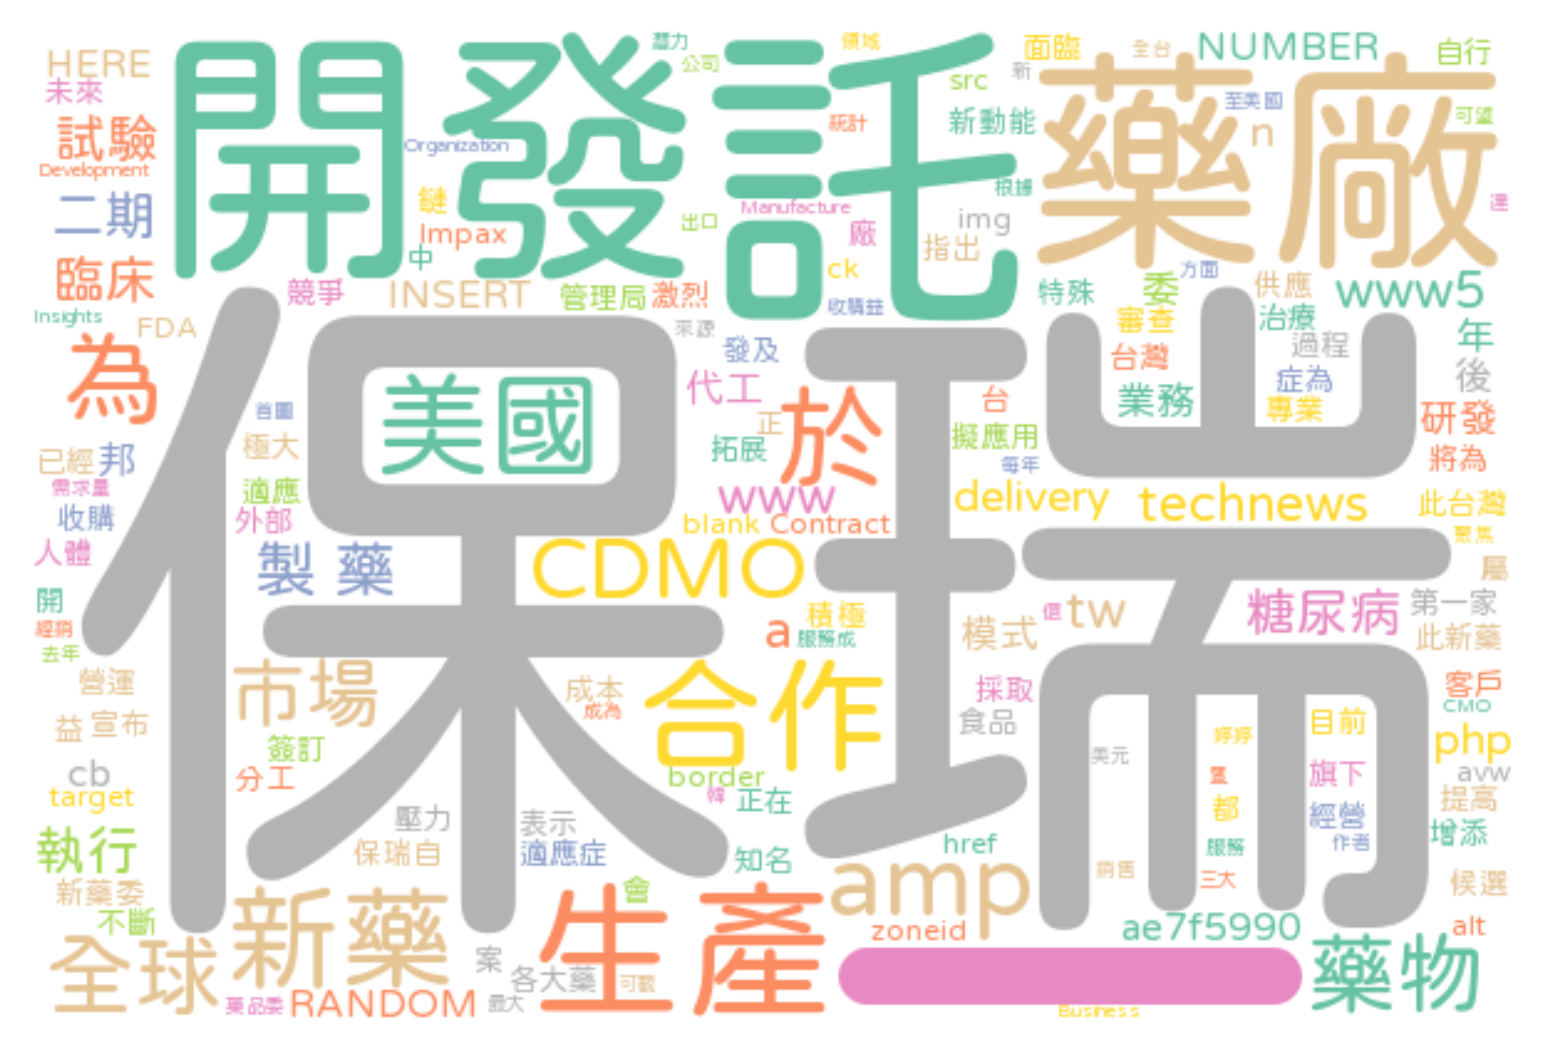 HERE
未來
試驗
Development
二期
臨床
Insights
FDA
為
開發
託
藥廠
Organization
潛力
公司
領域
統計
src
新
新動能
面臨
全台
NUMBER
至美國
n
自行
可望
達
鏈
Impax
中
出口
Manufacture
廠
ck
img
指出
根據
競爭
INSERT
管理局
激烈
來源
收購益
特殊
委
方面
供應
www5
審查
治療
年
保瑞
美國
首圖
極大
發及
代工
正
拓展
於
台灣
過程
後
台
業務
症為
專業
研發
擬應用
每年
將為
已經
邦
需求量
收購
適應
外部
人體
www
blank
Contract
delivery
technews
此台灣
聚焦
開
經銷
去年
製藥
CDMO
積極
a
服務成
模式
億
tw
糖尿病
第一家
屬
此新藥
營運
市場
成本
成為
合作
採取
食品
客戶
CMO
益
宣布
簽訂
cb
分工
target
border
韓
正在
美元
婷婷
目前
php
旗下
avw
都
經營
提高
執行
壓力
保瑞自
表示
適應症
知名
href
服務
作者
增添
新藥委
不斷
新藥
會
生產
amp
銷售
三大
候選
全球
案
各大藥
可觀
zoneid
ae7f5990
alt
藥品委
RANDOM
最大
Business
藥物